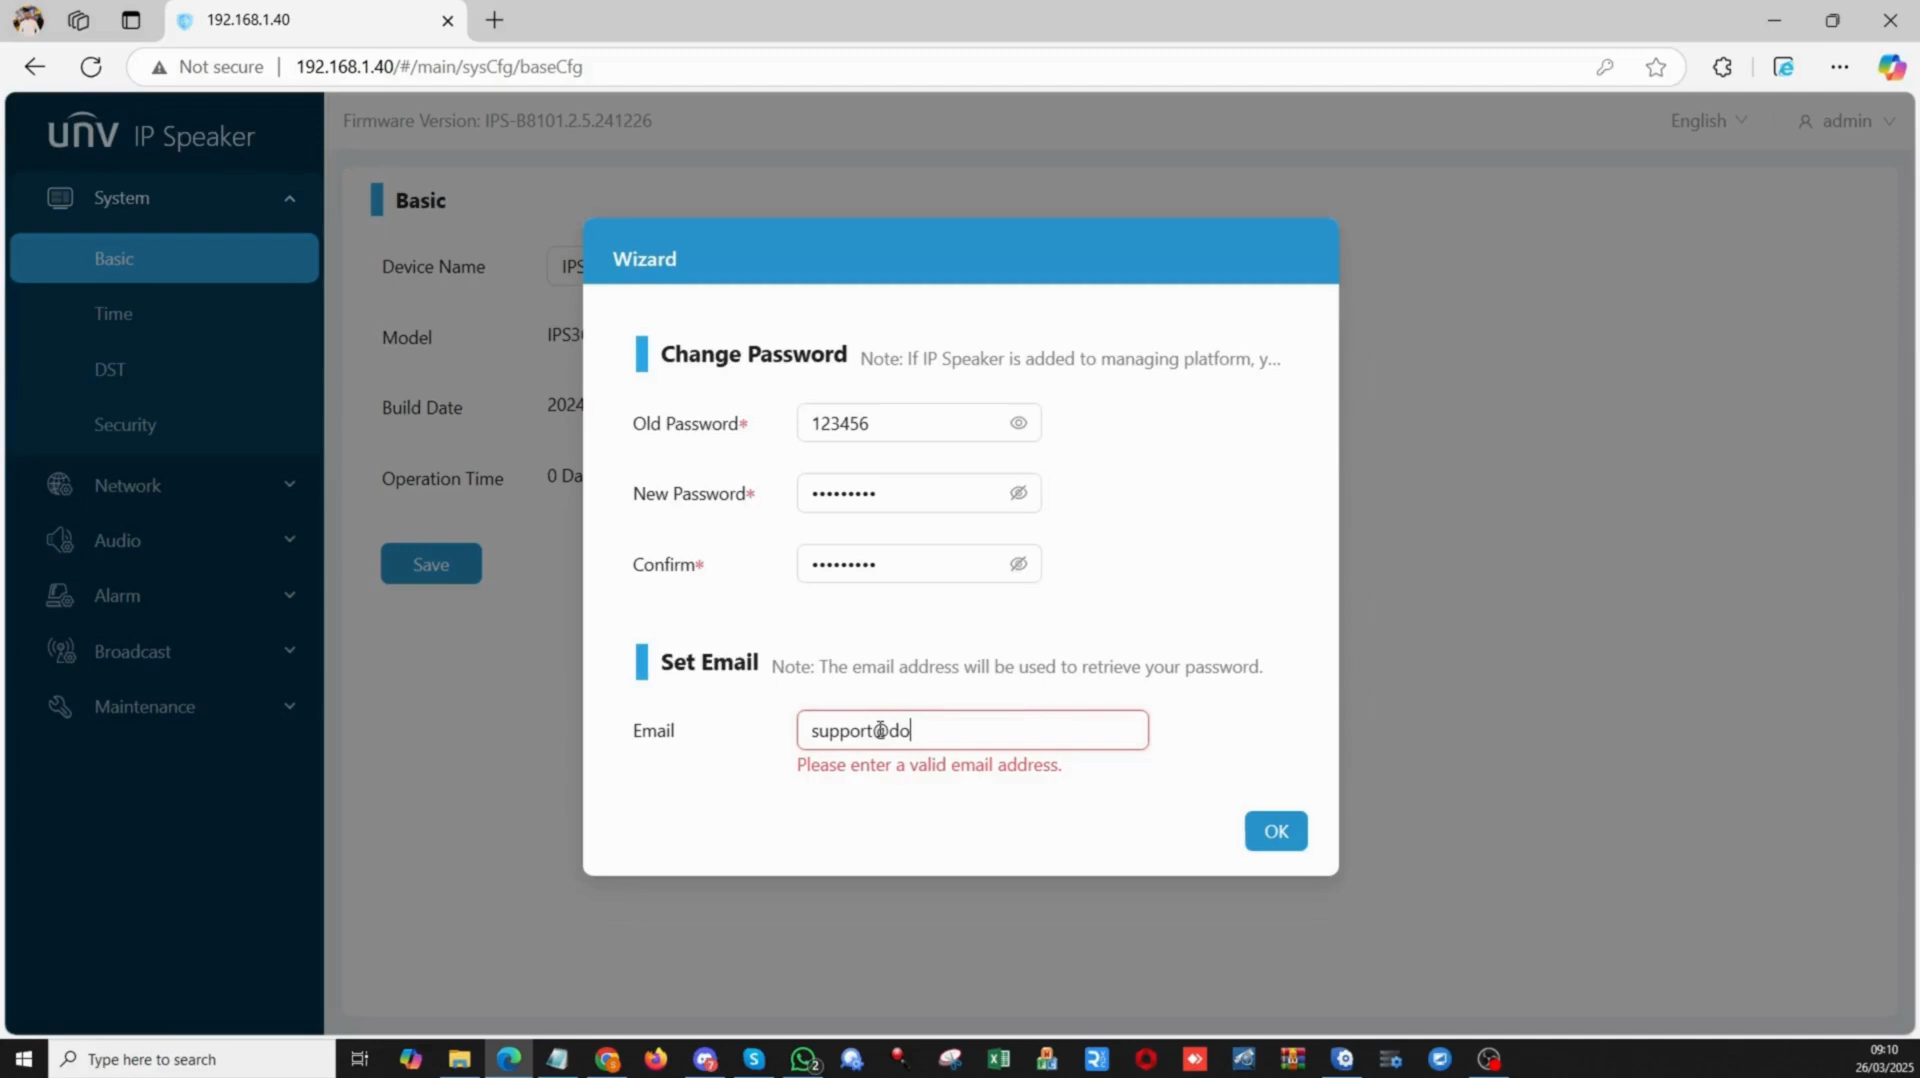 192.168.1.40
Not secure
192.168.1.40/#/main/sysCfg/baseCfg
unv IP Speaker
Firmware Version: IPS-B8101.2.5.241226
English
admin
System
Basic
Time
DST
Security
Network
Audio
Alarm
Broadcast
Maintenance
Basic
Device Name
IPS
Model
IPS3
Build Date
2024
Operation Time
0 Da
Save
Wizard
Change Password Note: If IP Speaker is added to managing platform, y...
Old Password*
123456
New Password*
•••••••••
Confirm*
•••••••••
Set Email Note: The email address will be used to retrieve your password.
Email
support@do
Please enter a valid email address.
OK
Type here to search
09:10
26/03/2025